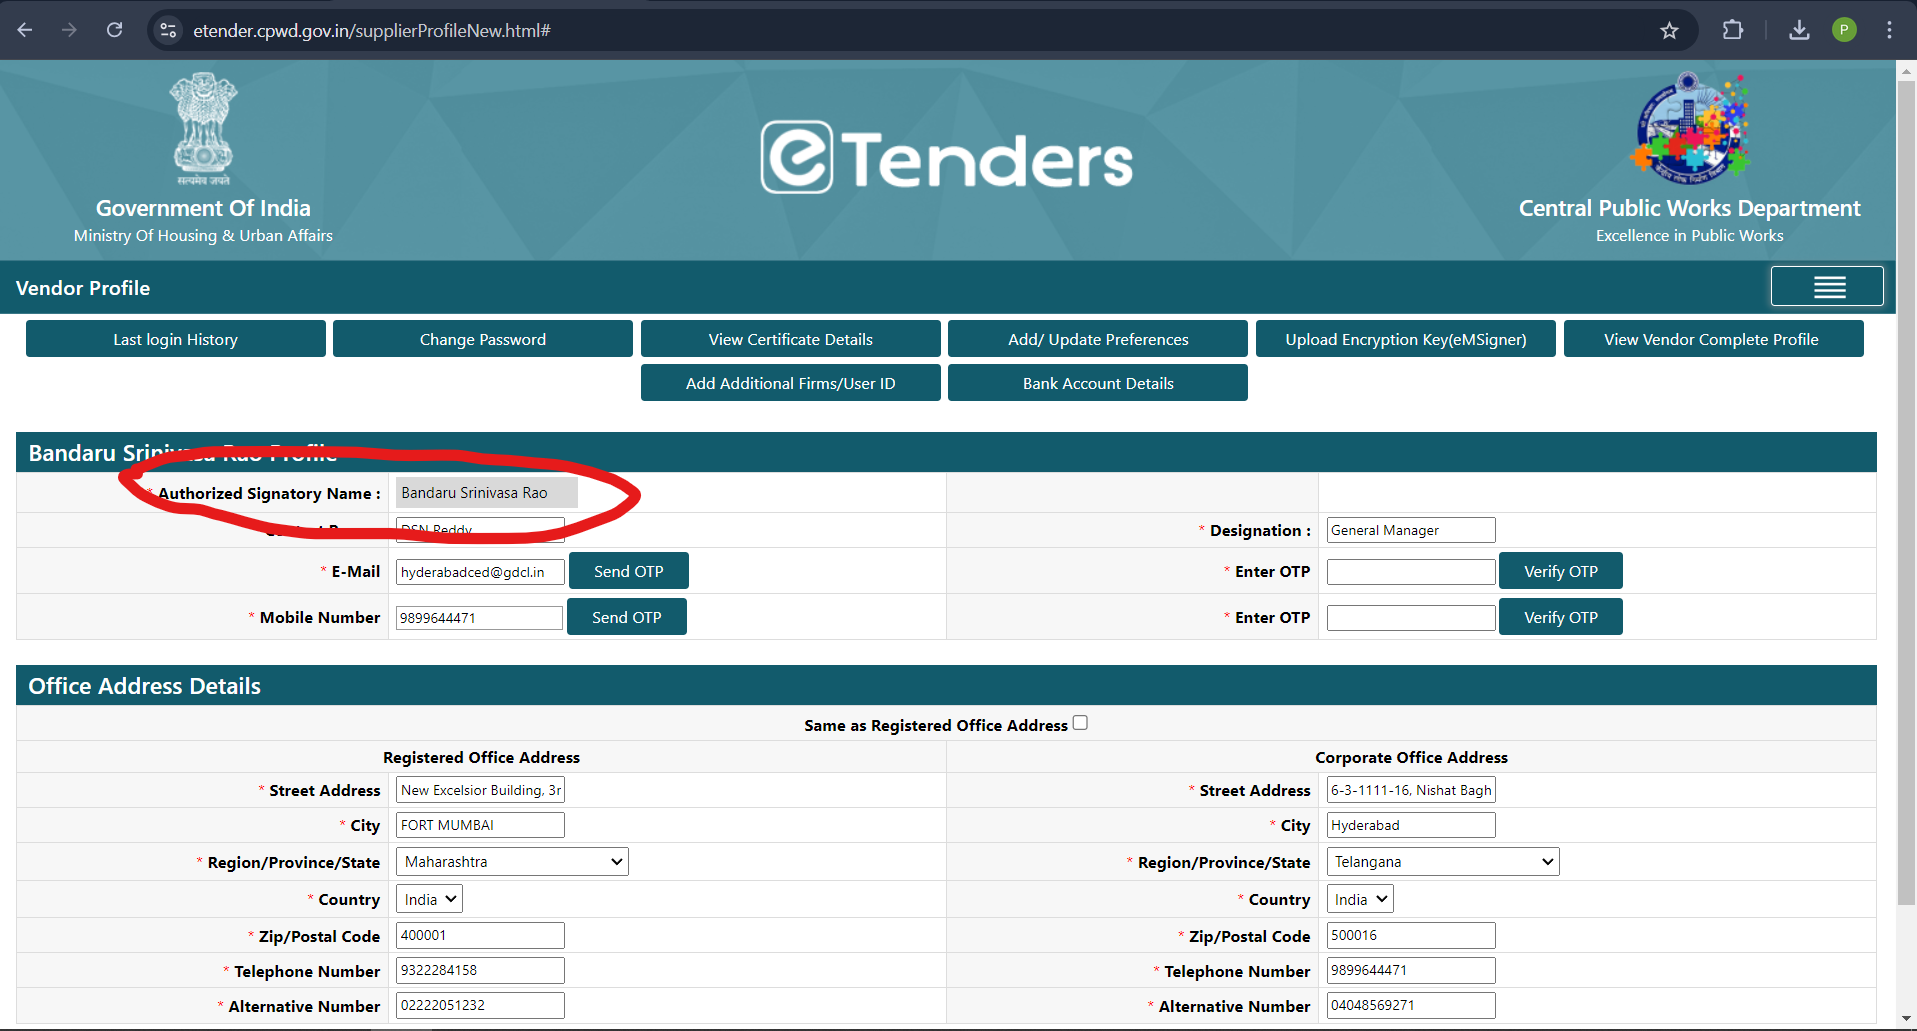 etender.cpwd.gov.in/supplierProfileNew.html#
P
सत्यमेव जयते
Government Of India
Ministry Of Housing & Urban Affairs
e Tenders
Central Public Works Department
Excellence in Public Works
Vendor Profile
Last login History
Change Password
View Certificate Details
Add/ Update Preferences
Upload Encryption Key(eMSigner)
View Vendor Complete Profile
Add Additional Firms/User ID
Bank Account Details
Bandaru Srinivasa Rao Profile
* Authorized Signatory Name : Bandaru Srinivasa Rao
DSN Reddy * Designation : General Manager
* E-Mail hyderabadced@gdcl.in Send OTP * Enter OTP Verify OTP
* Mobile Number 9899644471 Send OTP * Enter OTP Verify OTP
Office Address Details
Same as Registered Office Address
Registered Office Address Corporate Office Address
* Street Address New Excelsior Building, 3r * Street Address 6-3-1111-16, Nishat Bagh
* City FORT MUMBAI * City Hyderabad
* Region/Province/State Maharashtra * Region/Province/State Telangana
* Country India * Country India
* Zip/Postal Code 400001 * Zip/Postal Code 500016
* Telephone Number 9322284158 * Telephone Number 9899644471
* Alternative Number 02222051232 * Alternative Number 04048569271